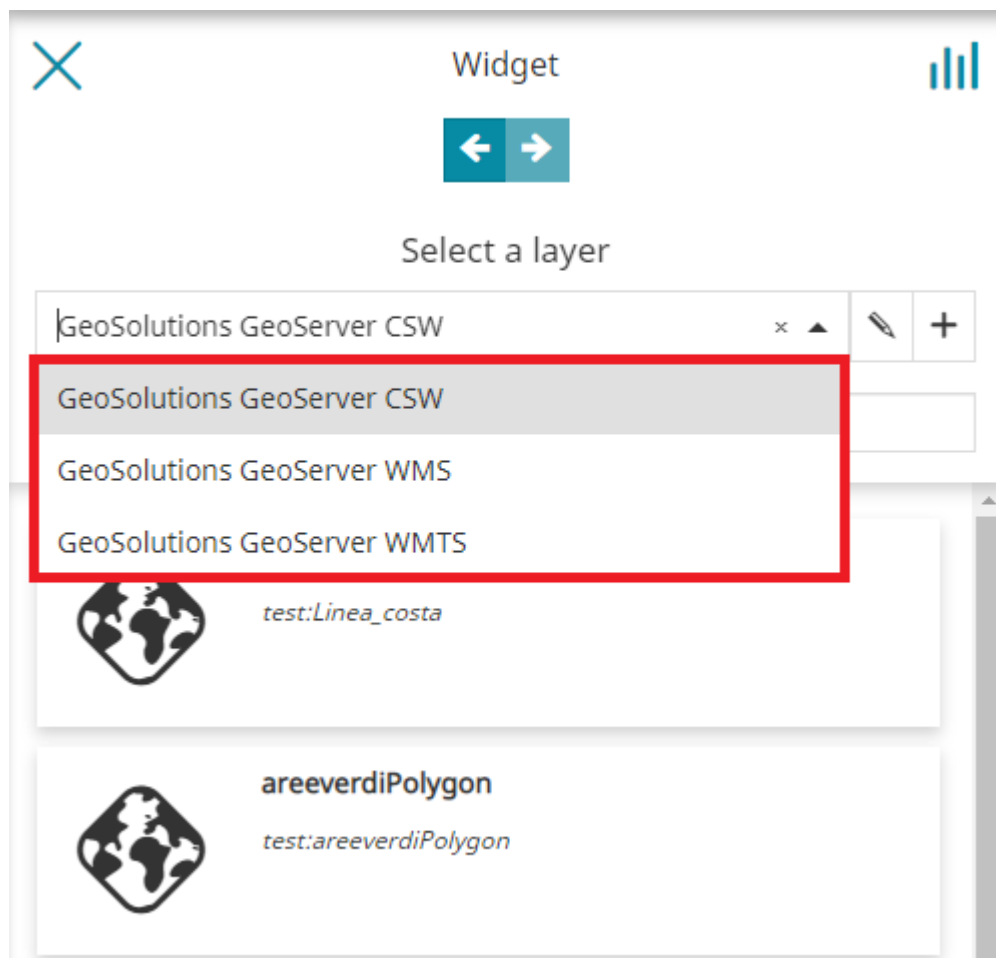 Widget
Select a layer
GeoSolutions GeoServer CSW
GeoSolutions GeoServer CSW
GeoSolutions GeoServer WMS
GeoSolutions GeoServer WMTS
test:Linea_costa
areeverdiPolygon
test:areeverdiPolygon